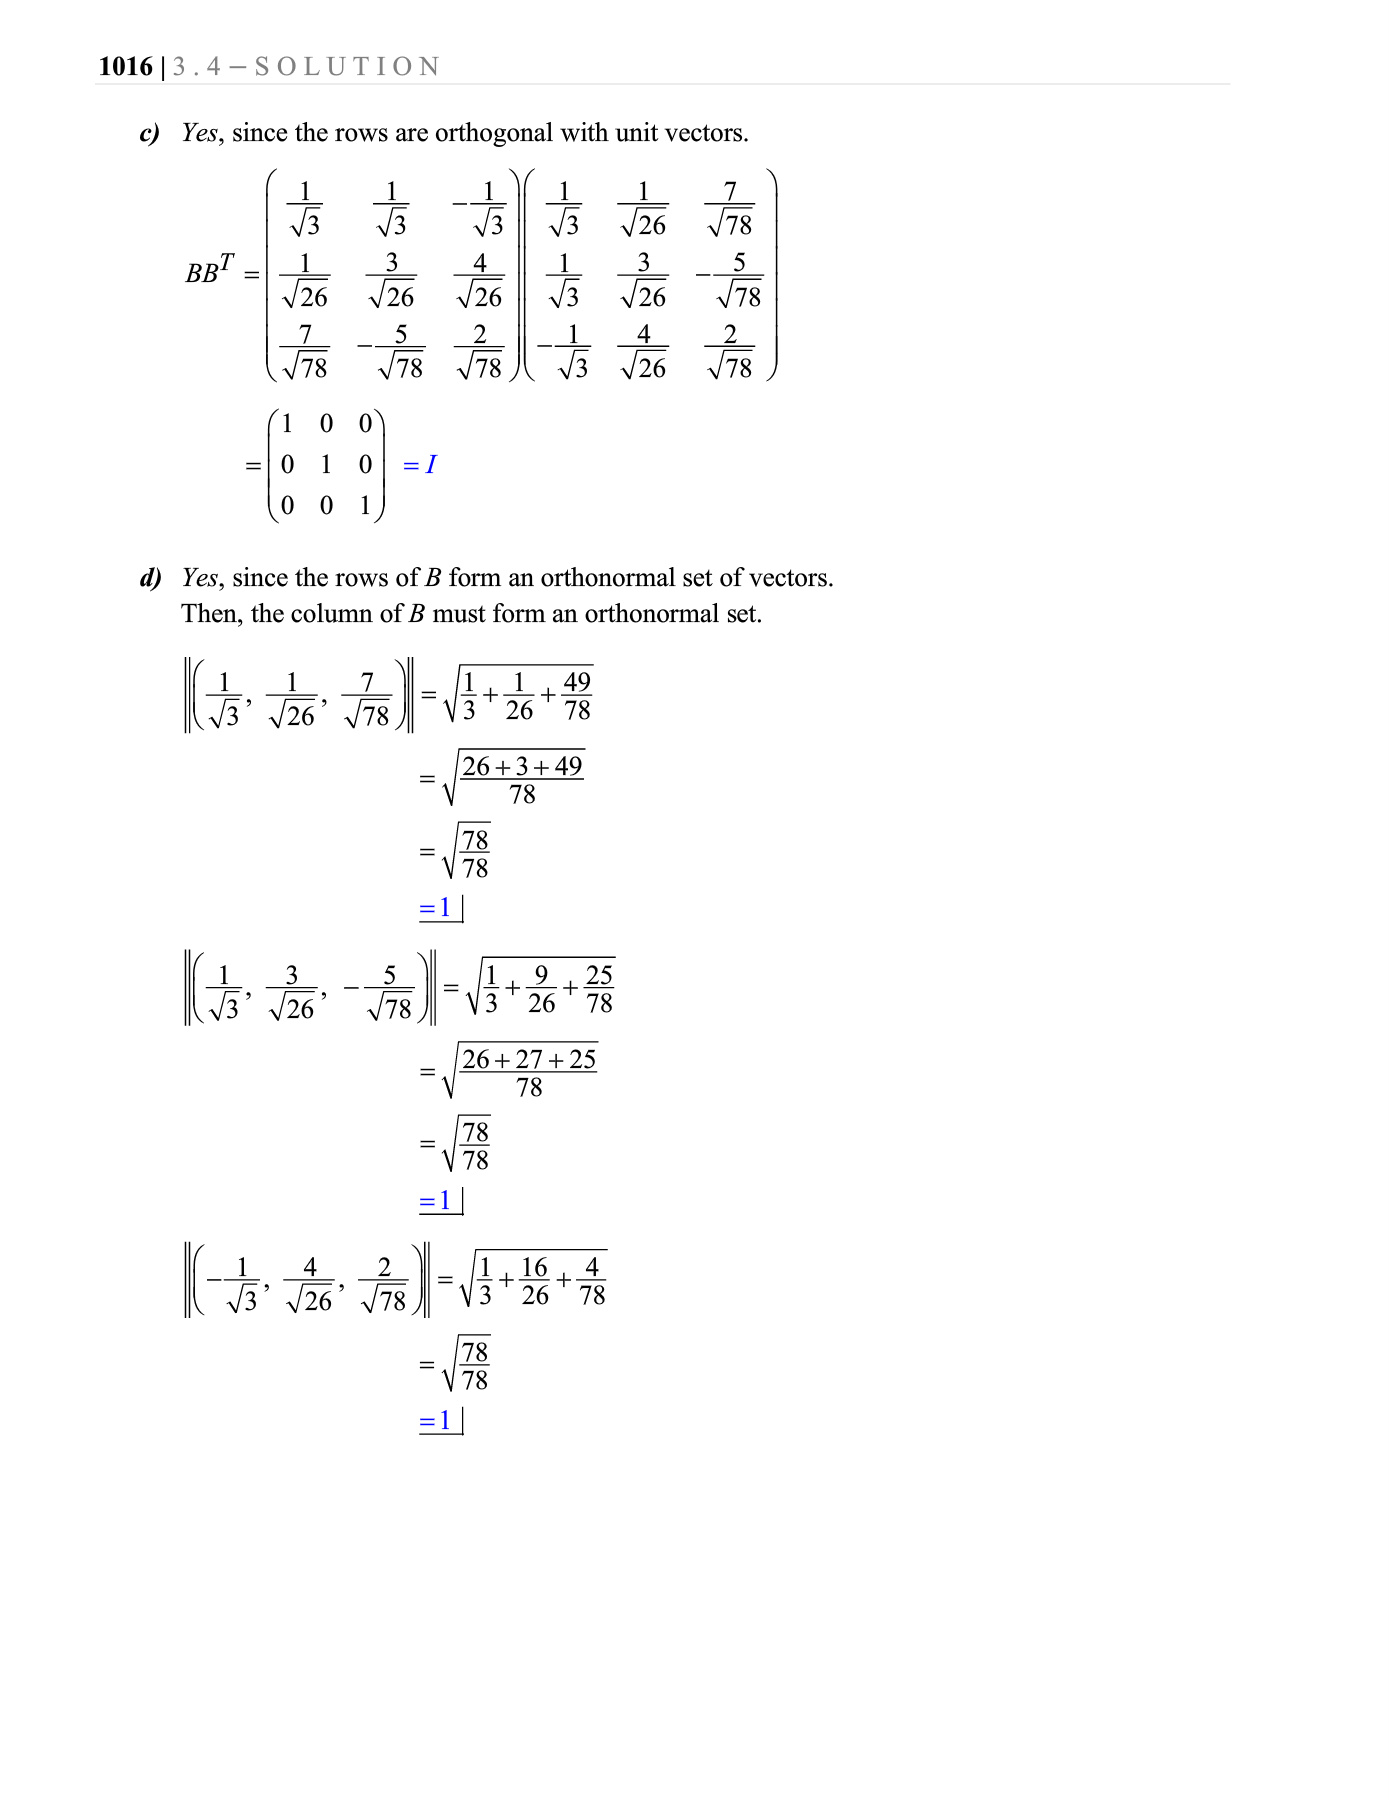 1016 | 3.4 – SOLUTION
c) Yes, since the rows are orthogonal with unit vectors.
BB^T = \begin{pmatrix} \frac{1}{\sqrt{3}} & \frac{1}{\sqrt{3}} & -\frac{1}{\sqrt{3}} \\ \frac{1}{\sqrt{26}} & \frac{3}{\sqrt{26}} & \frac{4}{\sqrt{26}} \\ \frac{7}{\sqrt{78}} & -\frac{5}{\sqrt{78}} & \frac{2}{\sqrt{78}} \end{pmatrix} \begin{pmatrix} \frac{1}{\sqrt{3}} & \frac{1}{\sqrt{26}} & \frac{7}{\sqrt{78}} \\ \frac{1}{\sqrt{3}} & \frac{3}{\sqrt{26}} & -\frac{5}{\sqrt{78}} \\ -\frac{1}{\sqrt{3}} & \frac{4}{\sqrt{26}} & \frac{2}{\sqrt{78}} \end{pmatrix}
= \begin{pmatrix} 1 & 0 & 0 \\ 0 & 1 & 0 \\ 0 & 0 & 1 \end{pmatrix} = I
d) Yes, since the rows of B form an orthonormal set of vectors.
Then, the column of B must form an orthonormal set.
\left\| \left( \frac{1}{\sqrt{3}}, \frac{1}{\sqrt{26}}, \frac{7}{\sqrt{78}} \right) \right\| = \sqrt{\frac{1}{3} + \frac{1}{26} + \frac{49}{78}}
= \sqrt{\frac{26+3+49}{78}}
= \sqrt{\frac{78}{78}}
= 1
\left\| \left( \frac{1}{\sqrt{3}}, \frac{3}{\sqrt{26}}, -\frac{5}{\sqrt{78}} \right) \right\| = \sqrt{\frac{1}{3} + \frac{9}{26} + \frac{25}{78}}
= \sqrt{\frac{26+27+25}{78}}
= \sqrt{\frac{78}{78}}
= 1
\left\| \left( -\frac{1}{\sqrt{3}}, \frac{4}{\sqrt{26}}, \frac{2}{\sqrt{78}} \right) \right\| = \sqrt{\frac{1}{3} + \frac{16}{26} + \frac{4}{78}}
= \sqrt{\frac{78}{78}}
= 1